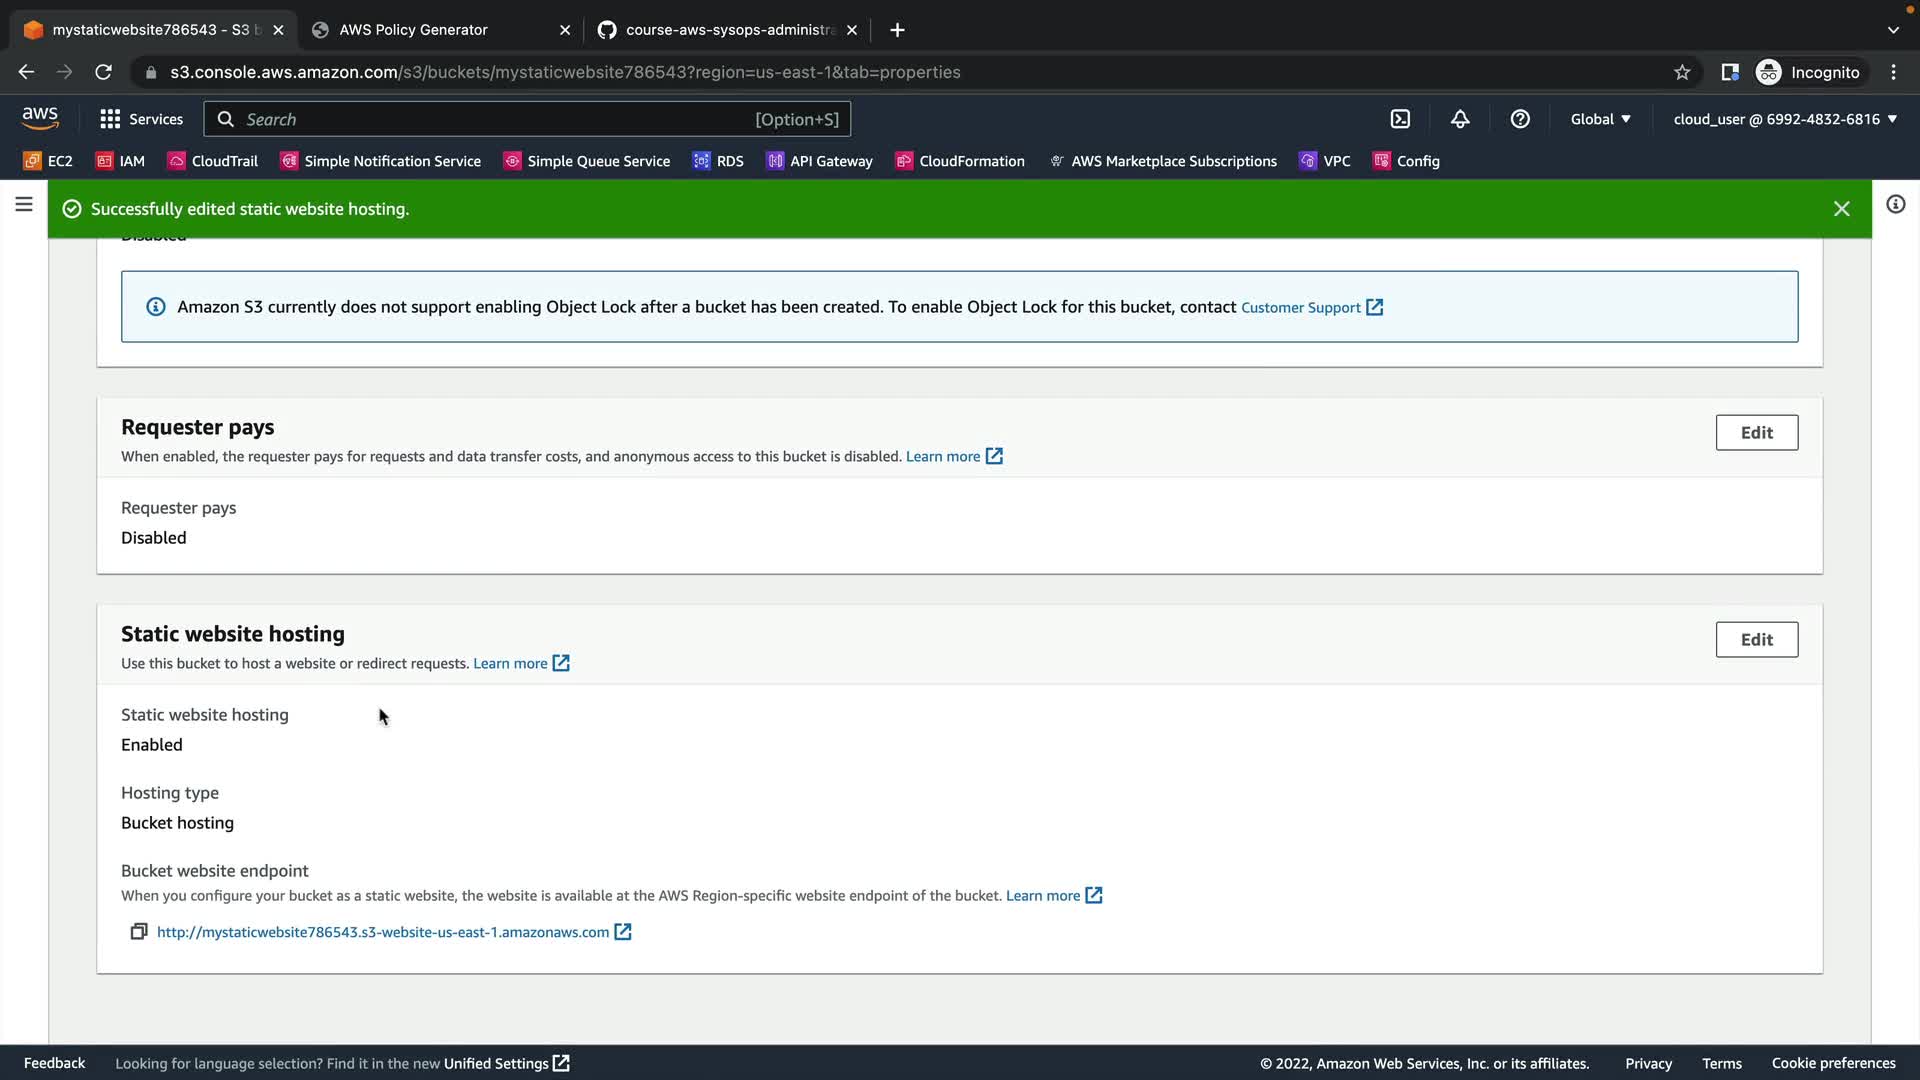 mystaticwebsite786543 - S3 b
AWS Policy Generator
course-aws-sysops-administra
s3.console.aws.amazon.com/s3/buckets/mystaticwebsite786543?region=us-east-1&tab=properties
Incognito
aws
Services
Search
[Option+S]
Global
cloud_user @ 6992-4832-6816
EC2
IAM
CloudTrail
Simple Notification Service
Simple Queue Service
RDS
API Gateway
CloudFormation
AWS Marketplace Subscriptions
VPC
Config
Successfully edited static website hosting.
Disabled
Amazon S3 currently does not support enabling Object Lock after a bucket has been created. To enable Object Lock for this bucket, contact Customer Support
Requester pays
Edit
When enabled, the requester pays for requests and data transfer costs, and anonymous access to this bucket is disabled. Learn more
Requester pays
Disabled
Static website hosting
Edit
Use this bucket to host a website or redirect requests. Learn more
Static website hosting
Enabled
Hosting type
Bucket hosting
Bucket website endpoint
When you configure your bucket as a static website, the website is available at the AWS Region-specific website endpoint of the bucket. Learn more
http://mystaticwebsite786543.s3-website-us-east-1.amazonaws.com
Feedback
Looking for language selection? Find it in the new Unified Settings
© 2022, Amazon Web Services, Inc. or its affiliates.
Privacy
Terms
Cookie preferences